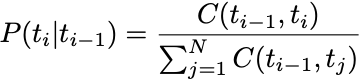 P(t_i|t_{i-1}) = \frac{C(t_{i-1}, t_i)}{\sum_{j=1}^{N} C(t_{i-1}, t_j)}